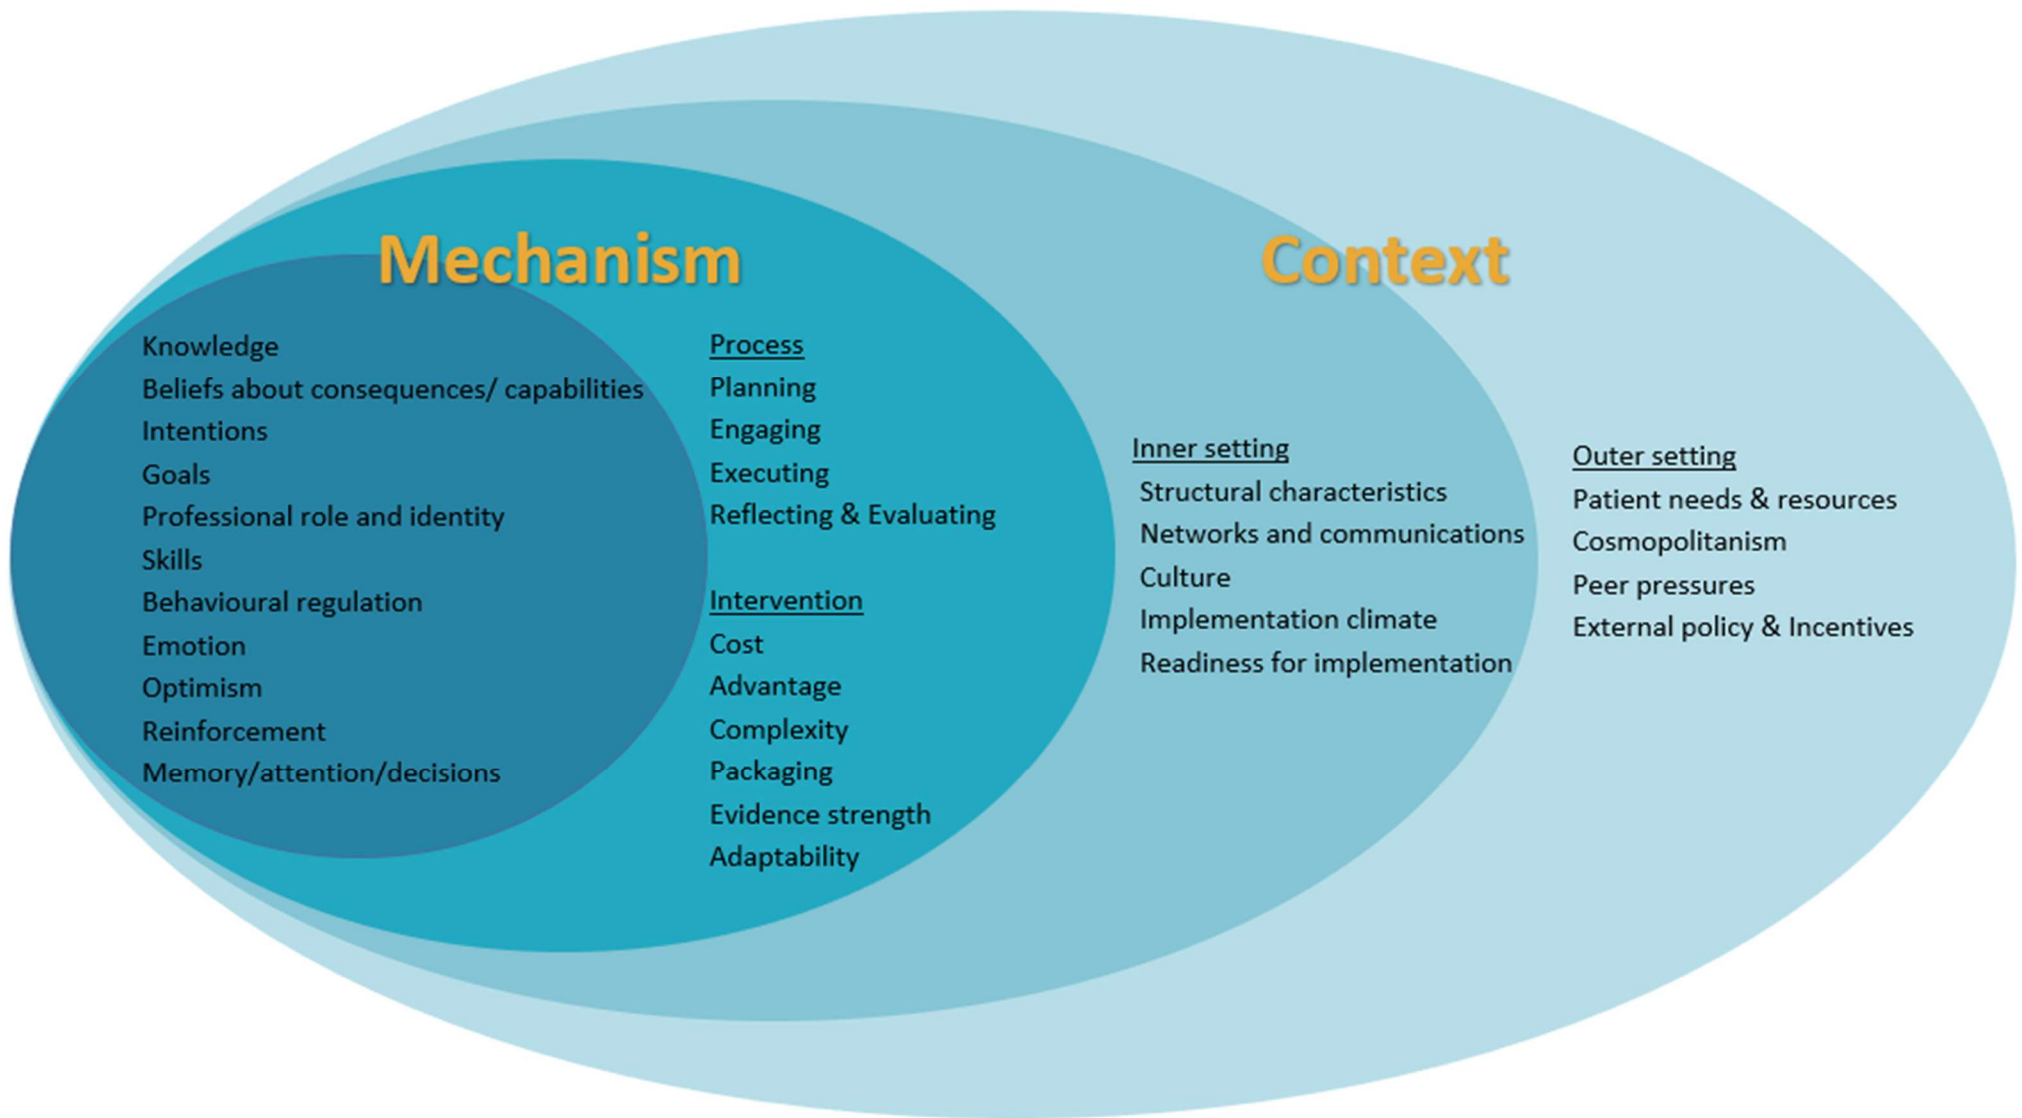 Mechanism
Context
Knowledge
Beliefs about consequences/ capabilities
Intentions
Goals
Professional role and identity
Skills
Behavioural regulation
Emotion
Optimism
Reinforcement
Memory/attention/decisions
Process
Planning
Engaging
Executing
Reflecting & Evaluating
Intervention
Cost
Advantage
Complexity
Packaging
Evidence strength
Adaptability
Inner setting
Structural characteristics
Networks and communications
Culture
Implementation climate
Readiness for implementation
Outer setting
Patient needs & resources
Cosmopolitanism
Peer pressures
External policy & Incentives